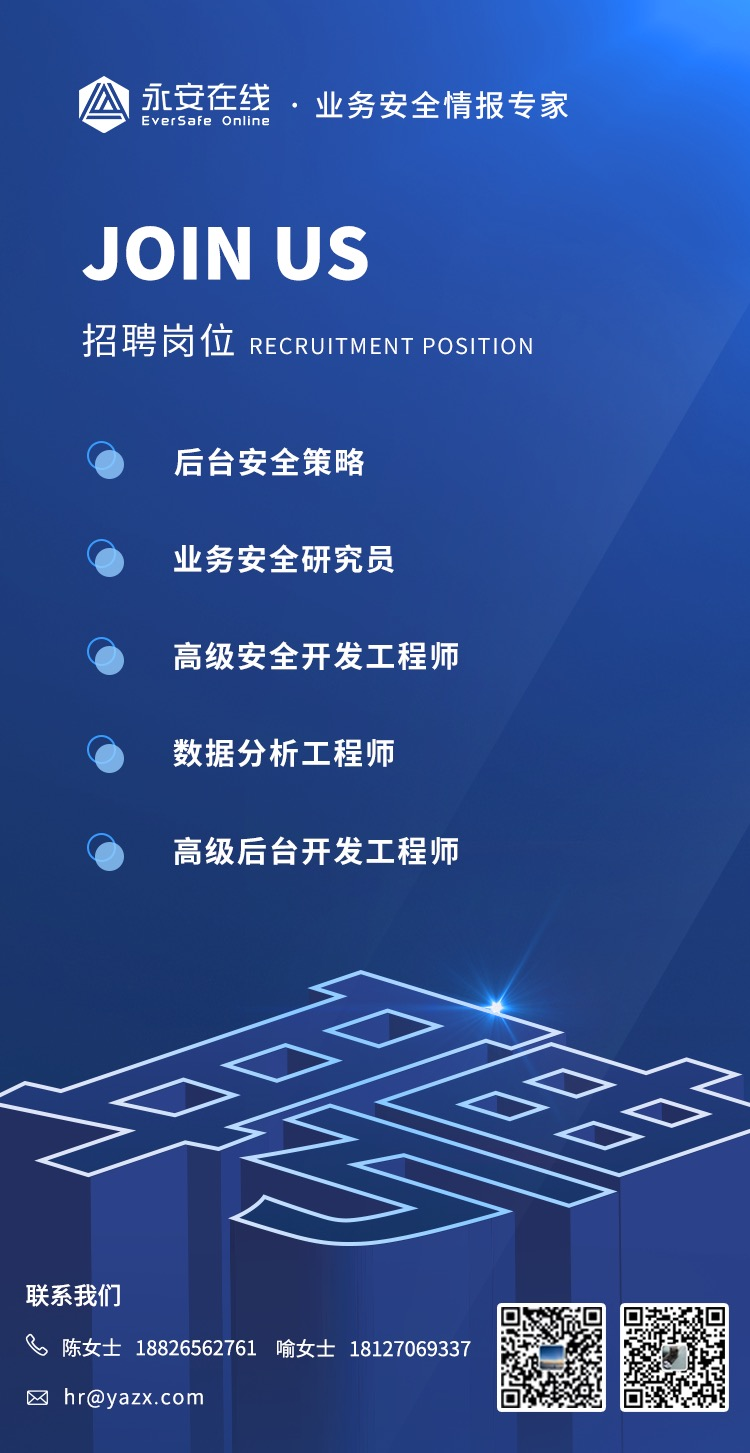 永安在线 · 业务安全情报专家
EverSafe Online
JOIN US
招聘岗位 RECRUITMENT POSITION
后台安全策略
业务安全研究员
高级安全开发工程师
数据分析工程师
高级后台开发工程师
聘
联系我们
陈女士 18826562761 喻女士 18127069337
hr@yazx.com